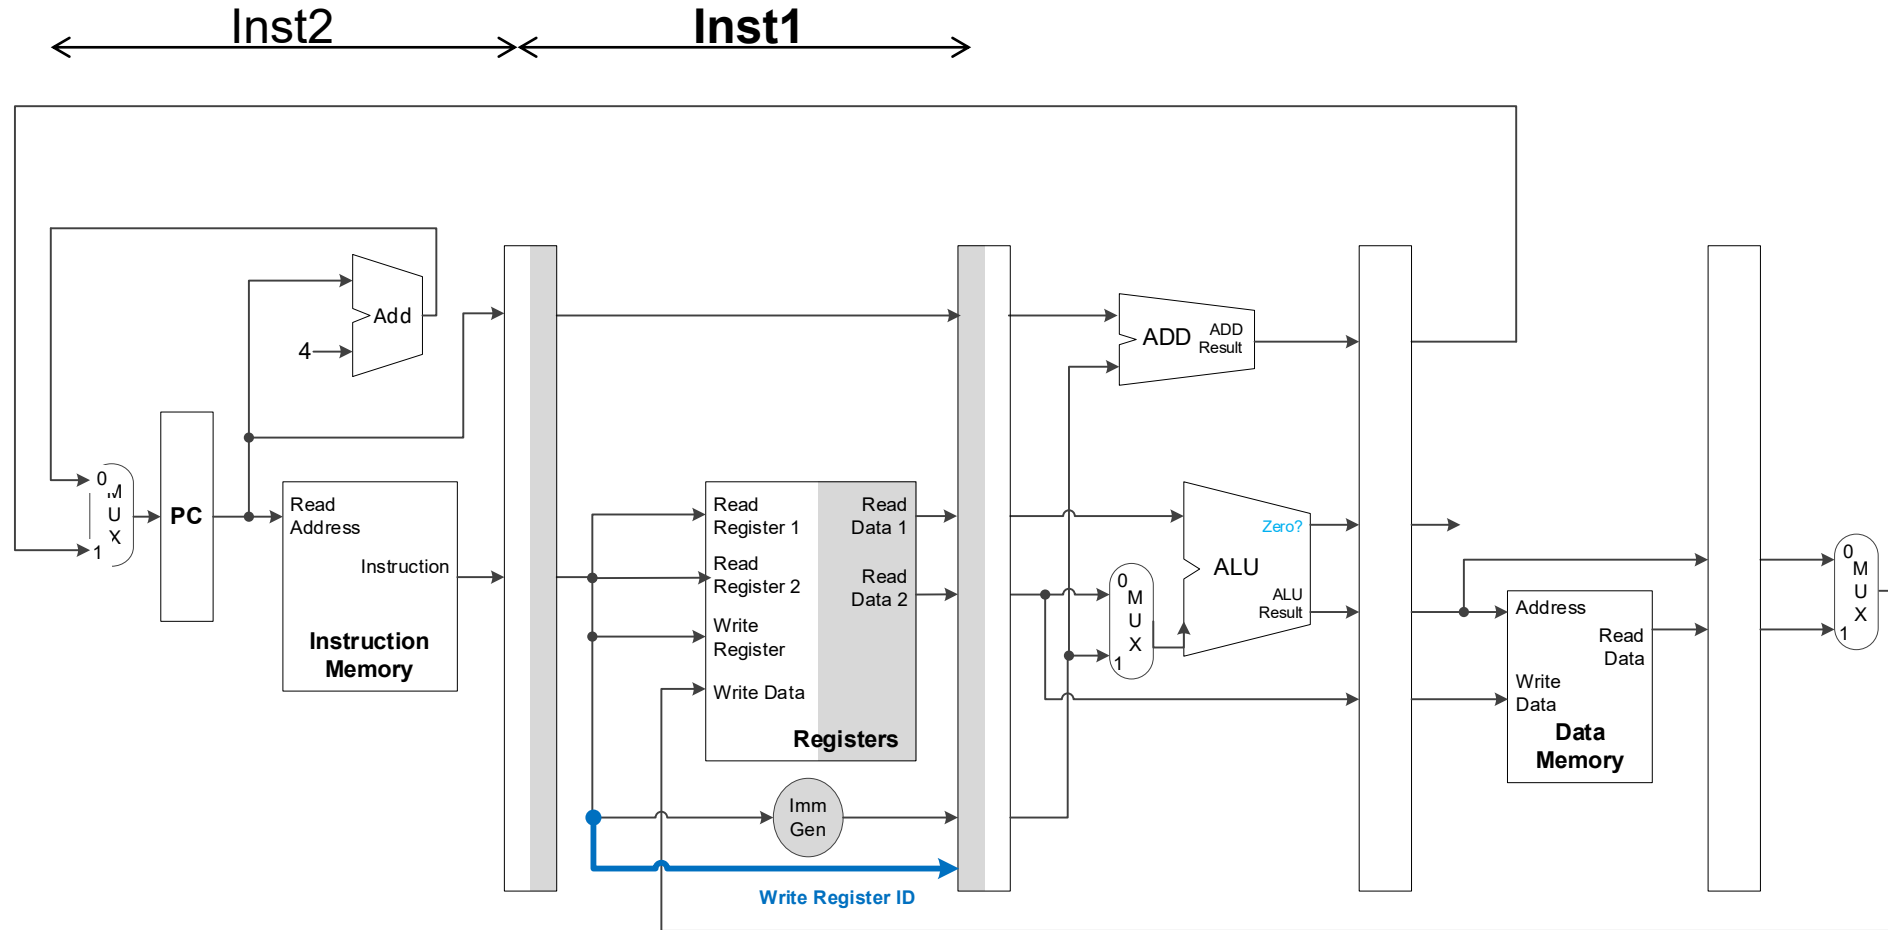 Inst2
Inst1
Add
4
0
M
U
X
1
PC
Read
Address
Instruction
Instruction
Memory
Read
Register 1
Read
Register 2
Write
Register
Write Data
Read
Data 1
Read
Data 2
Registers
Imm
Gen
Write Register ID
ADD
ADD
Result
0
M
U
X
1
Zero?
ALU
ALU
Result
Address
Read
Data
Write
Data
Data
Memory
0
M
U
X
1